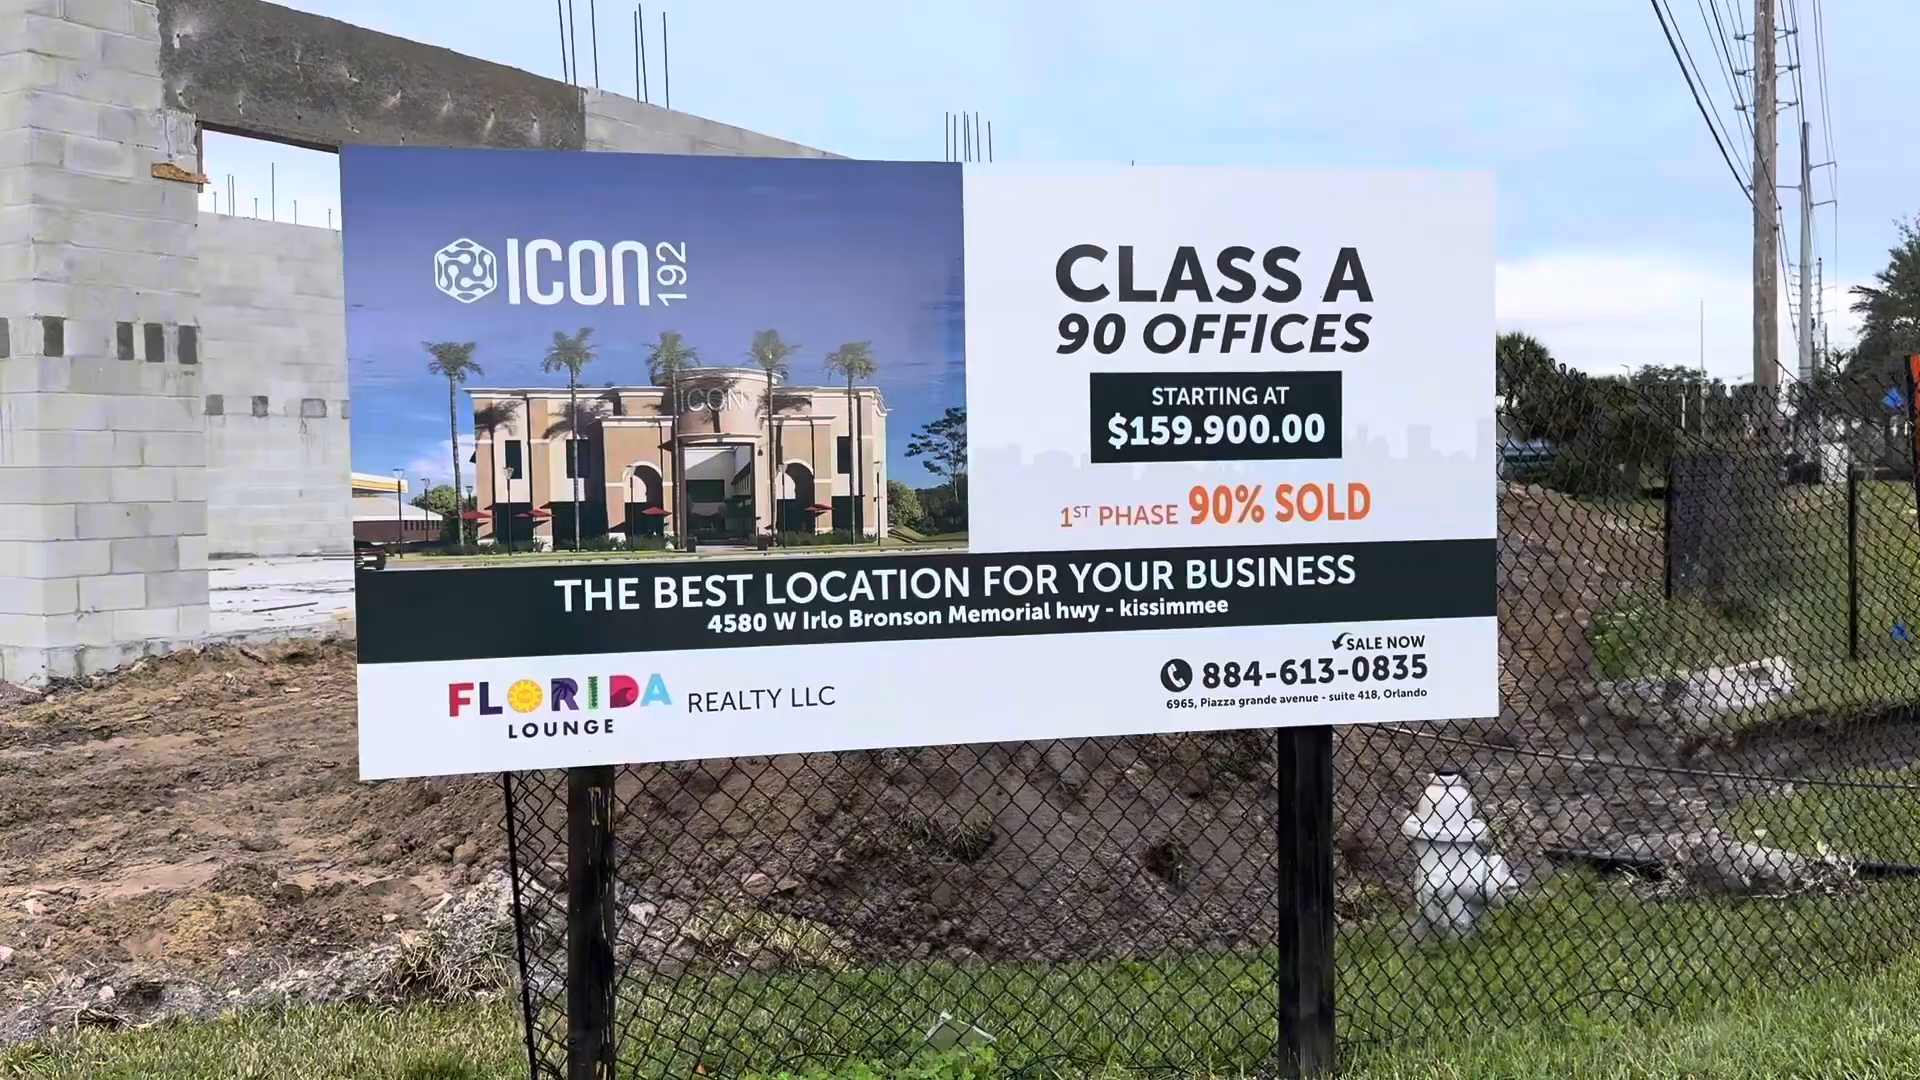 ICON 192
ICON
CLASS A
90 OFFICES
STARTING AT
$159.900.00
1ST PHASE 90% SOLD
THE BEST LOCATION FOR YOUR BUSINESS
4580 W Irlo Bronson Memorial hwy - kissimmee
FLORIDA
LOUNGE
REALTY LLC
SALE NOW
884-613-0835
6965, Piazza grande avenue - suite 418, Orlando